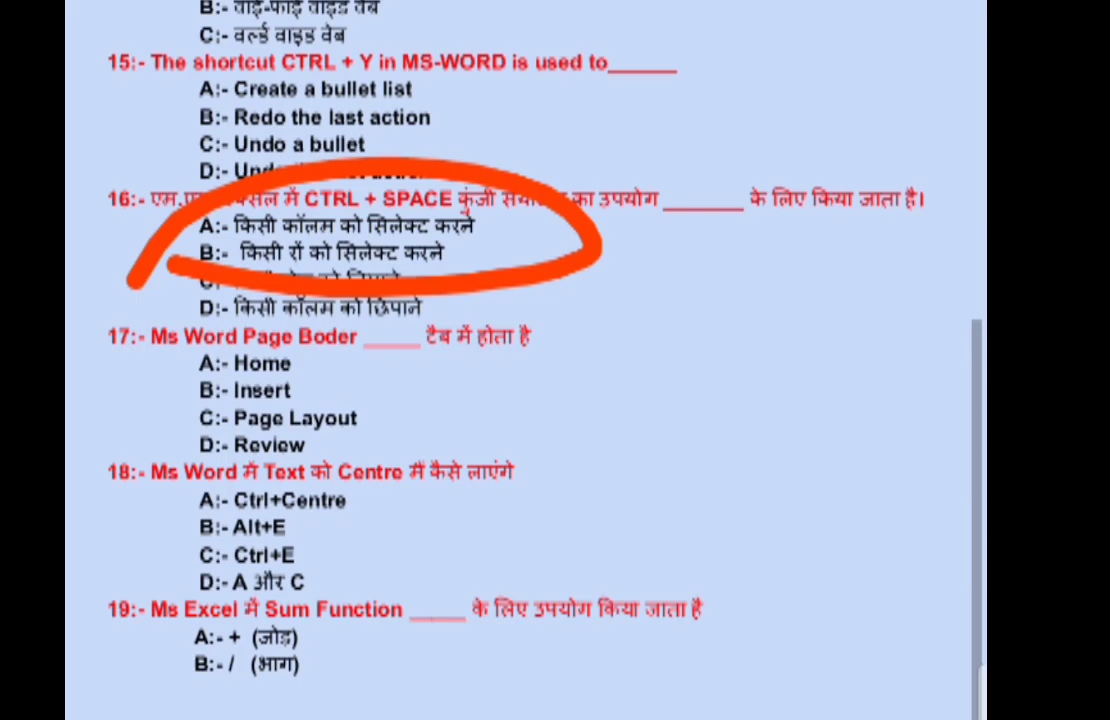 B:- वाई-फाई वाइड वेब
C:- वर्ल्ड वाइड वेब
15:- The shortcut CTRL + Y in MS-WORD is used to______
A:- Create a bullet list
B:- Redo the last action
C:- Undo a bullet
D:-
16:- एम. में CTRL + SPACE कुंजी का उपयोग _______ के लिए किया जाता है।
A:- किसी कॉलम को सिलेक्ट करने
B:- किसी रॉ को सिलेक्ट करने
D:- किसी कॉलम को छिपाने
17:- Ms Word Page Boder _____ टैब में होता है
A:- Home
B:- Insert
C:- Page Layout
D:- Review
18:- Ms Word में Text को Centre में कैसे लाएंगे
A:- Ctrl+Centre
B:- Alt+E
C:- Ctrl+E
D:- A और C
19:- Ms Excel में Sum Function _____ के लिए उपयोग किया जाता है
A:- + (जोड़)
B:- / (भाग)